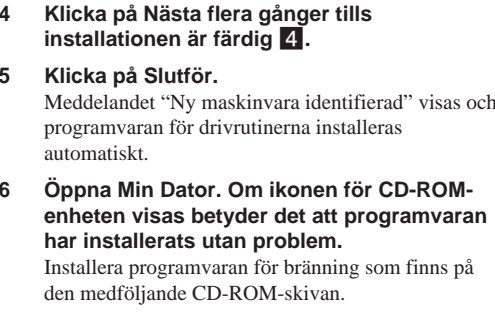 4 Klicka på Nästa flera gånger tills
installationen är färdig 4.
5 Klicka på Slutför.
Meddelandet “Ny maskinvara identifierad” visas och
programvaran för drivrutinerna installeras
automatiskt.
6 Öppna Min Dator. Om ikonen för CD-ROM-
enheten visas betyder det att programvaran
har installerats utan problem.
Installera programvaran för bränning som finns på
den medföljande CD-ROM-skivan.